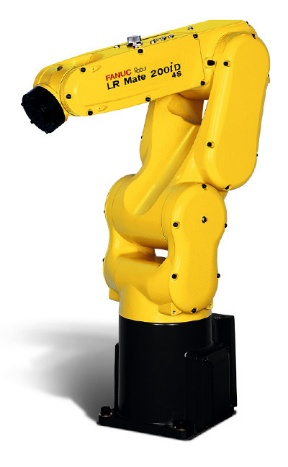 FANUC Robot
LR Mate 200iD
4S